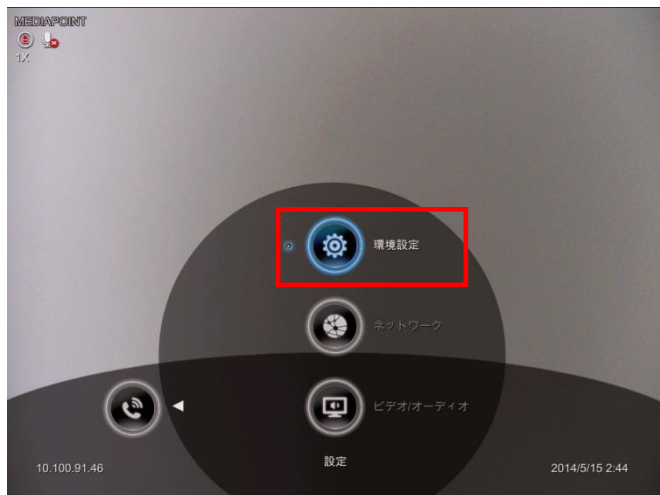 MEDIAPOINT
1X
環境設定
ネットワーク
ビデオ/オーディオ
設定
10.100.91.46
2014/5/15 2:44